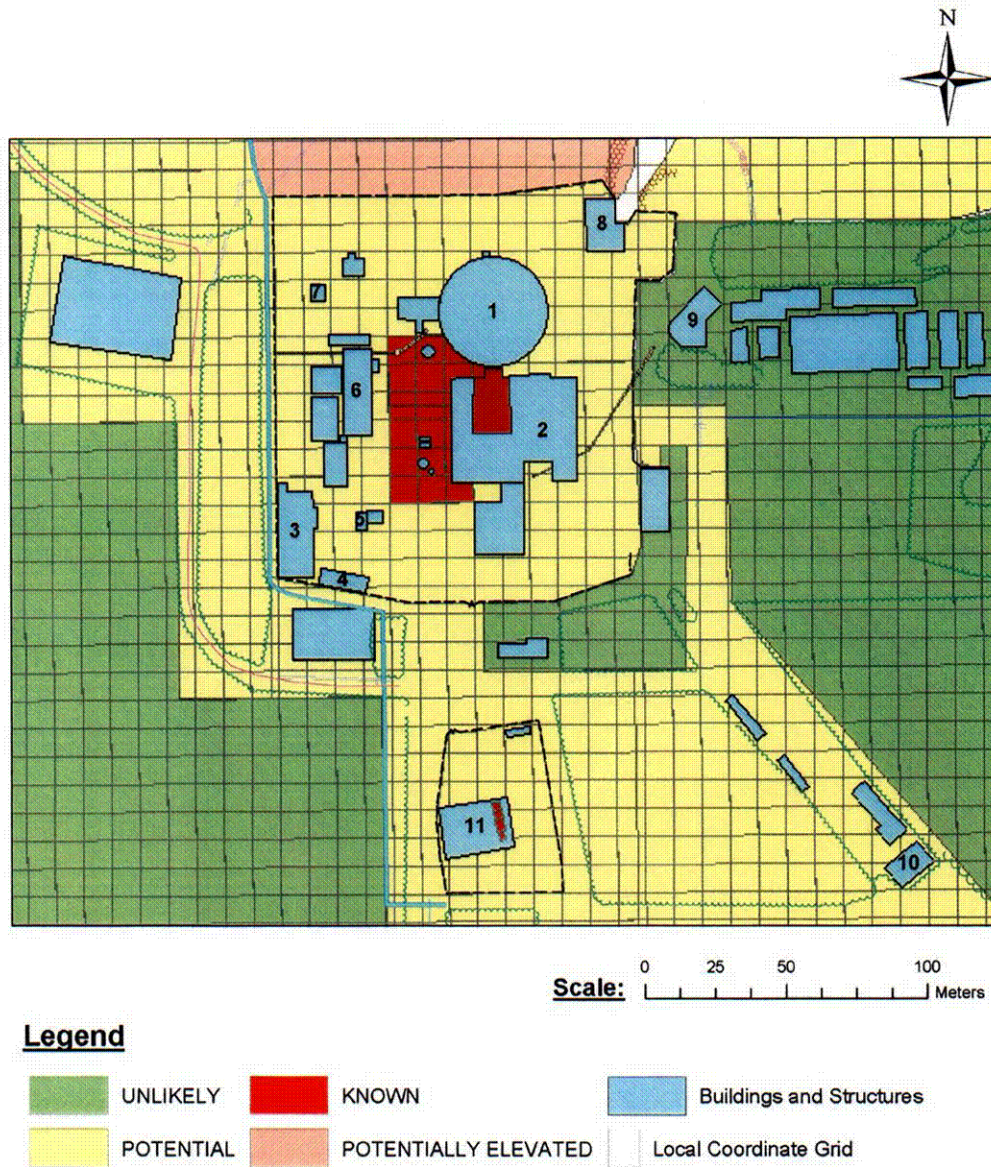 N
8
7
1
9
6
2
3
5
4
11
10
Scale: 0 25 50 100 Meters
Legend
UNLIKELY KNOWN Buildings and Structures
POTENTIAL POTENTIALLY ELEVATED Local Coordinate Grid